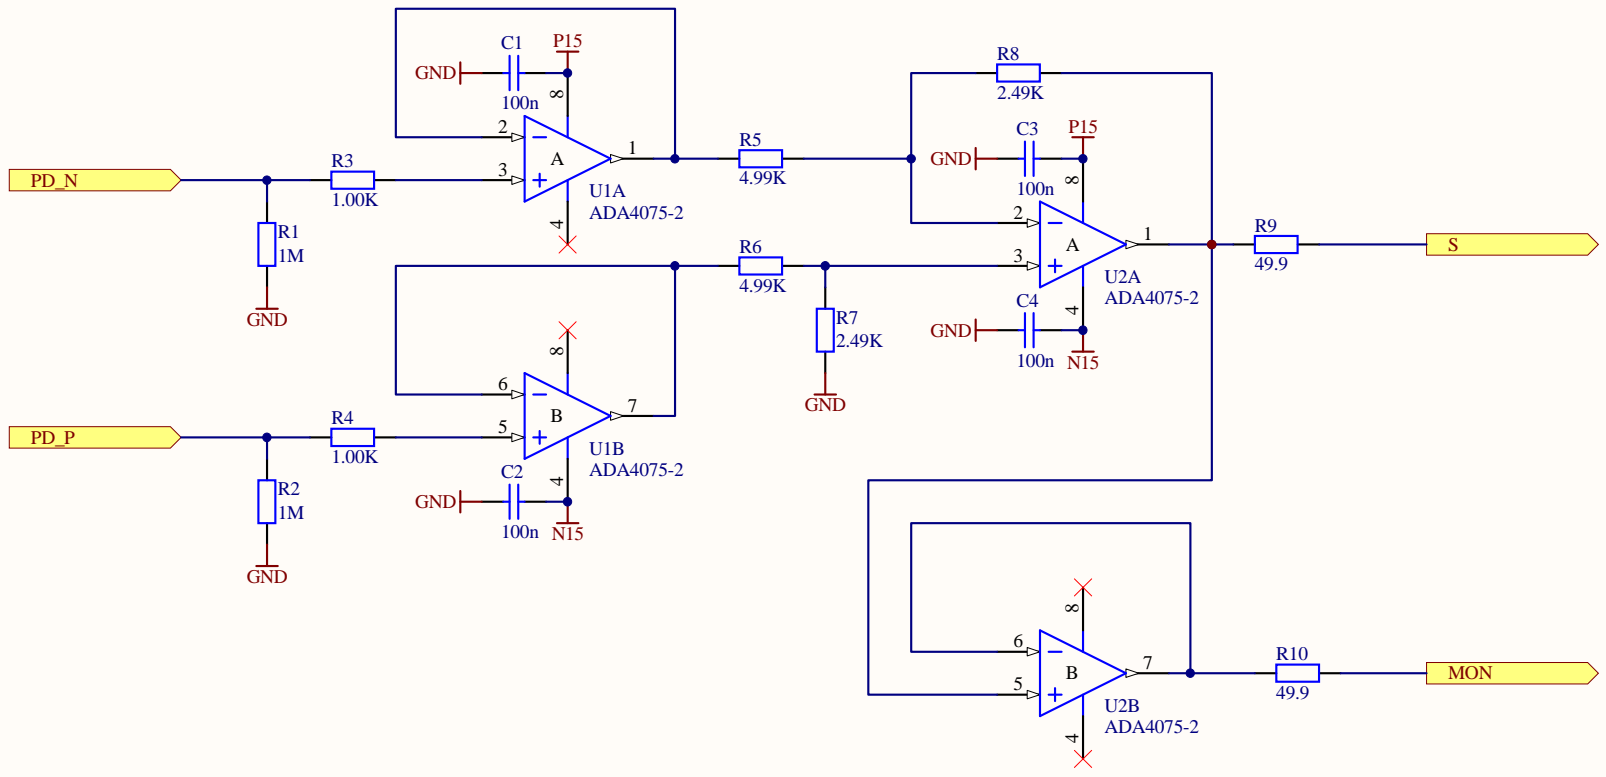 C1
P15
GND
100n
8
2
3
1
A
4
U1A
ADA4075-2
PD_N
R3
1.00K
R1
1M
GND
R5
4.99K
R8
2.49K
C3
P15
GND
100n
8
2
3
1
A
4
U2A
ADA4075-2
C4
GND
100n
N15
R9
49.9
S
R6
4.99K
R7
2.49K
GND
8
6
5
7
B
4
U1B
ADA4075-2
PD_P
R4
1.00K
R2
1M
GND
C2
GND
100n
N15
8
6
5
7
B
4
U2B
ADA4075-2
R10
49.9
MON